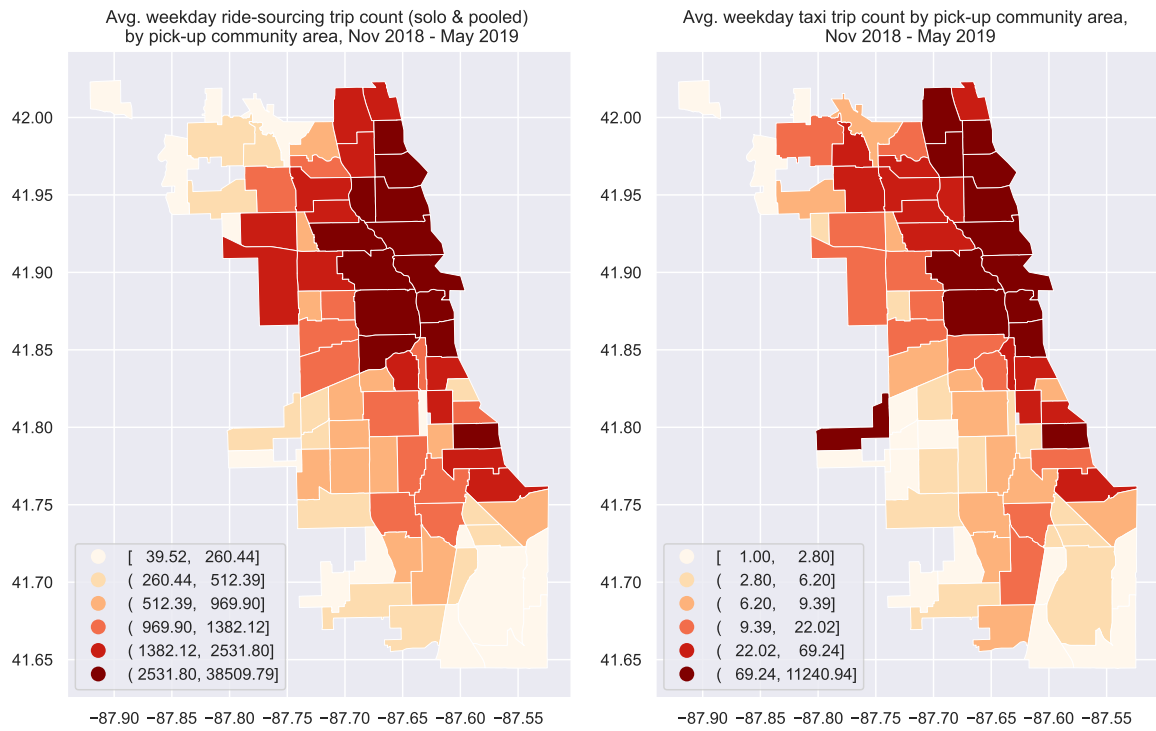 Avg. weekday ride-sourcing trip count (solo & pooled)
by pick-up community area, Nov 2018 - May 2019
42.00
41.95
41.90
41.85
41.80
41.75
41.70
41.65
[ 39.52, 260.44]
( 260.44, 512.39]
( 512.39, 969.90]
( 969.90, 1382.12]
( 1382.12, 2531.80]
( 2531.80, 38509.79]
−87.90 −87.85 −87.80 −87.75 −87.70 −87.65 −87.60 −87.55
Avg. weekday taxi trip count by pick-up community area,
Nov 2018 - May 2019
42.00
41.95
41.90
41.85
41.80
41.75
41.70
41.65
[ 1.00, 2.80]
( 2.80, 6.20]
( 6.20, 9.39]
( 9.39, 22.02]
( 22.02, 69.24]
( 69.24, 11240.94]
−87.90 −87.85 −87.80 −87.75 −87.70 −87.65 −87.60 −87.55